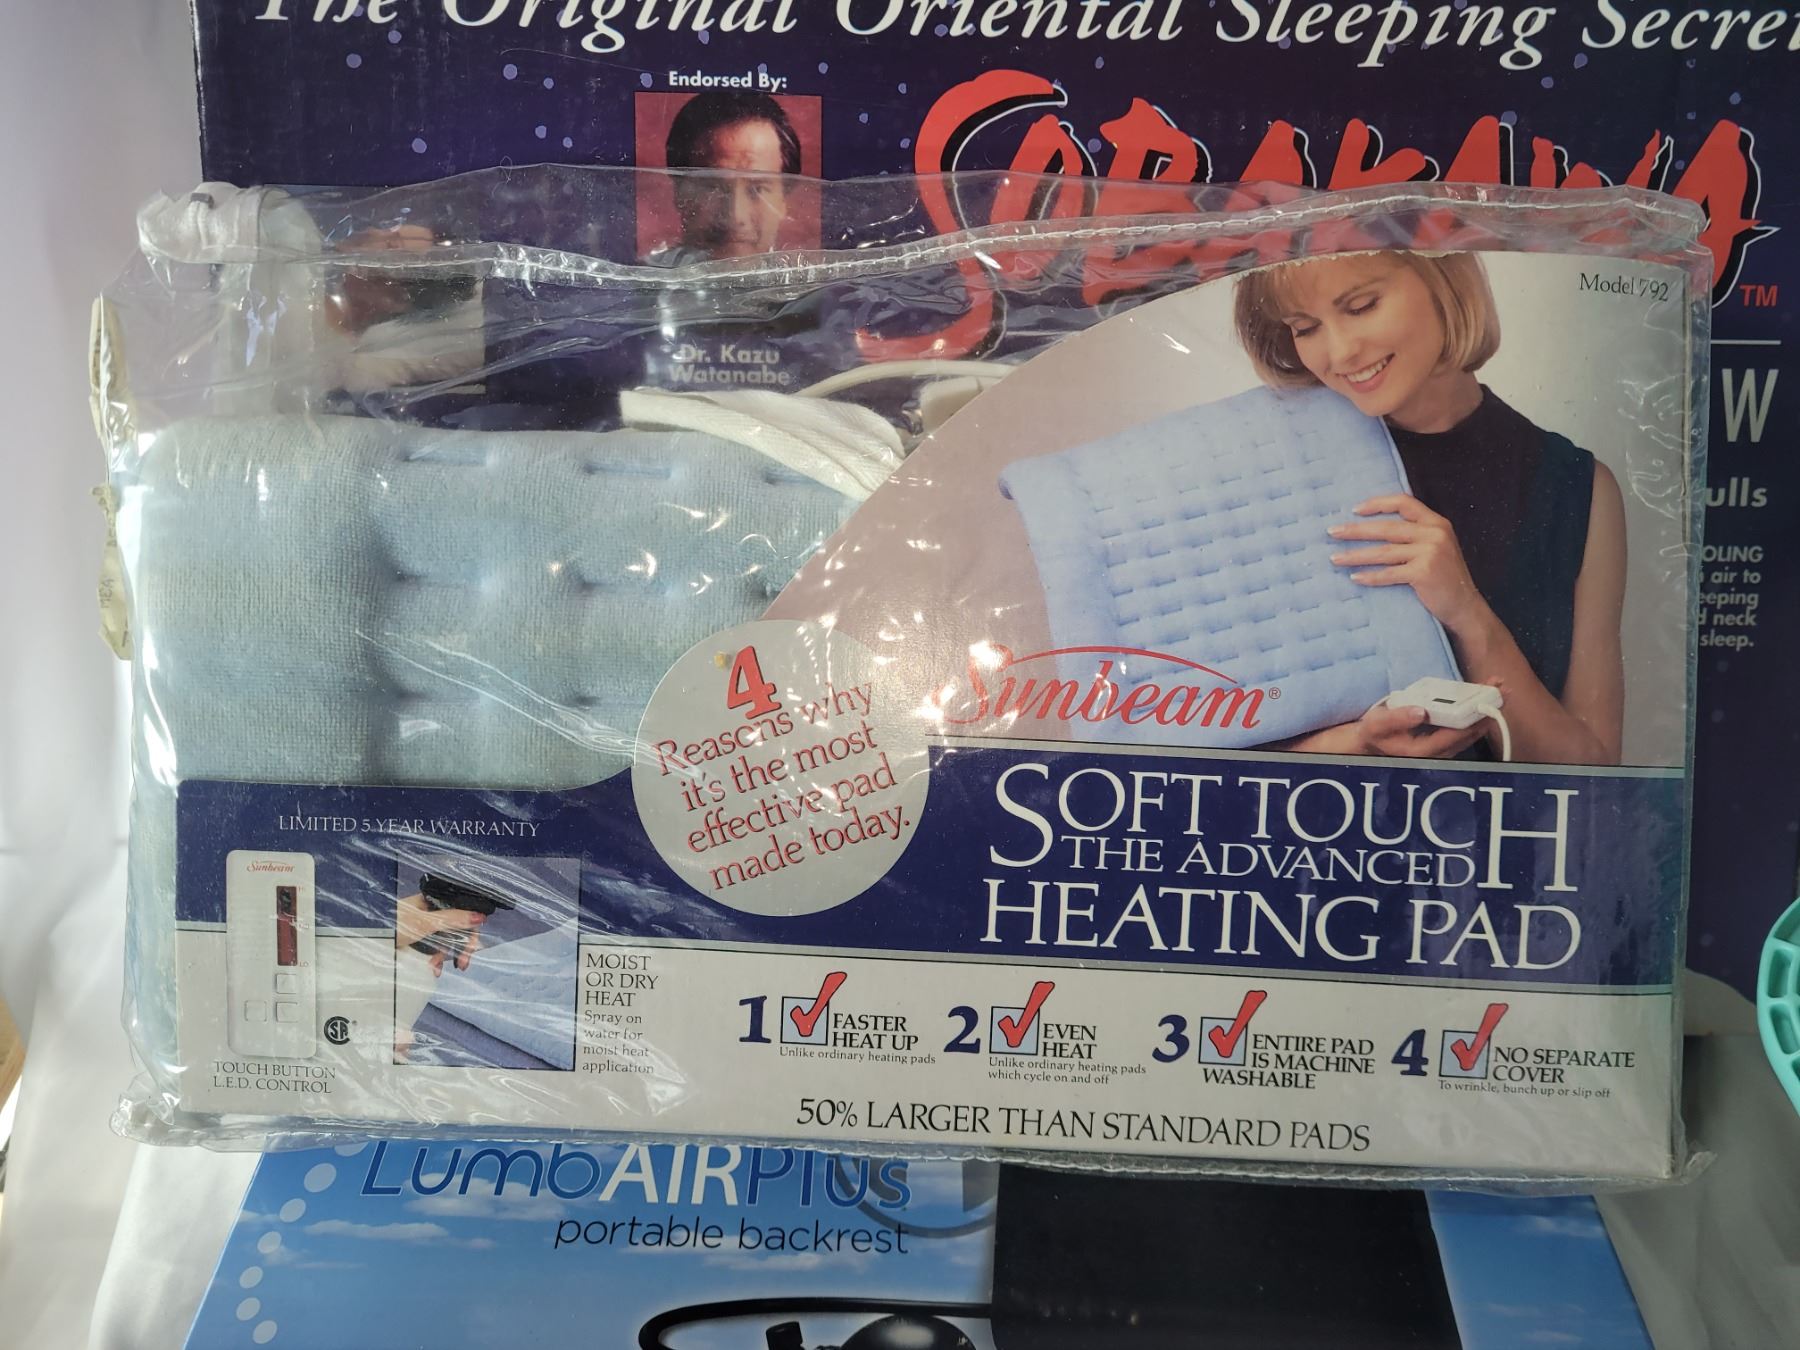 The Original Oriental Sleeping Secret
Endorsed By:
SOBAKAWA
TM
Dr. Kazu
Watanabe
W
ulls
OLING
air to
eeping
d neck
sleep.
Model 792
Sunbeam®
4
Reasons why
it's the most
effective pad
made today.
SOFT TOUCH
THE ADVANCED
HEATING PAD
LIMITED 5 YEAR WARRANTY
Sunbeam
TOUCH BUTTON
L.E.D. CONTROL
MOIST
OR DRY
HEAT
Spray on
water for
moist heat
application
1 FASTER
HEAT UP
Unlike ordinary heating pads
2 EVEN
HEAT
Unlike ordinary heating pads
which cycle on and off
3 ENTIRE PAD
IS MACHINE
WASHABLE
4 NO SEPARATE
COVER
To wrinkle, bunch up or slip off
50% LARGER THAN STANDARD PADS
LumbAIRPlus
portable backrest